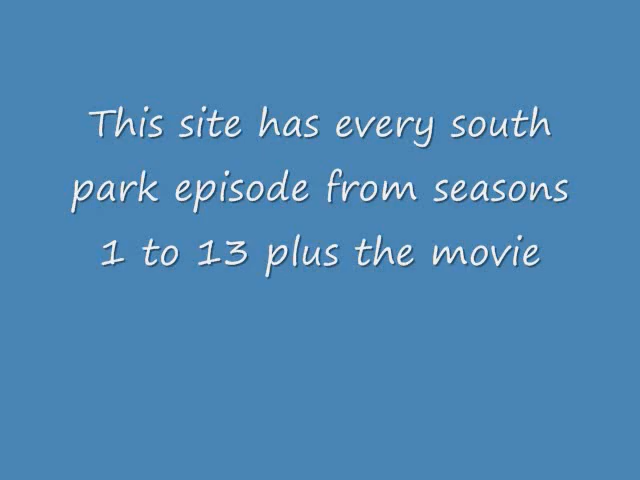 This site has every south
park episode from seasons
1 to 13 plus the movie